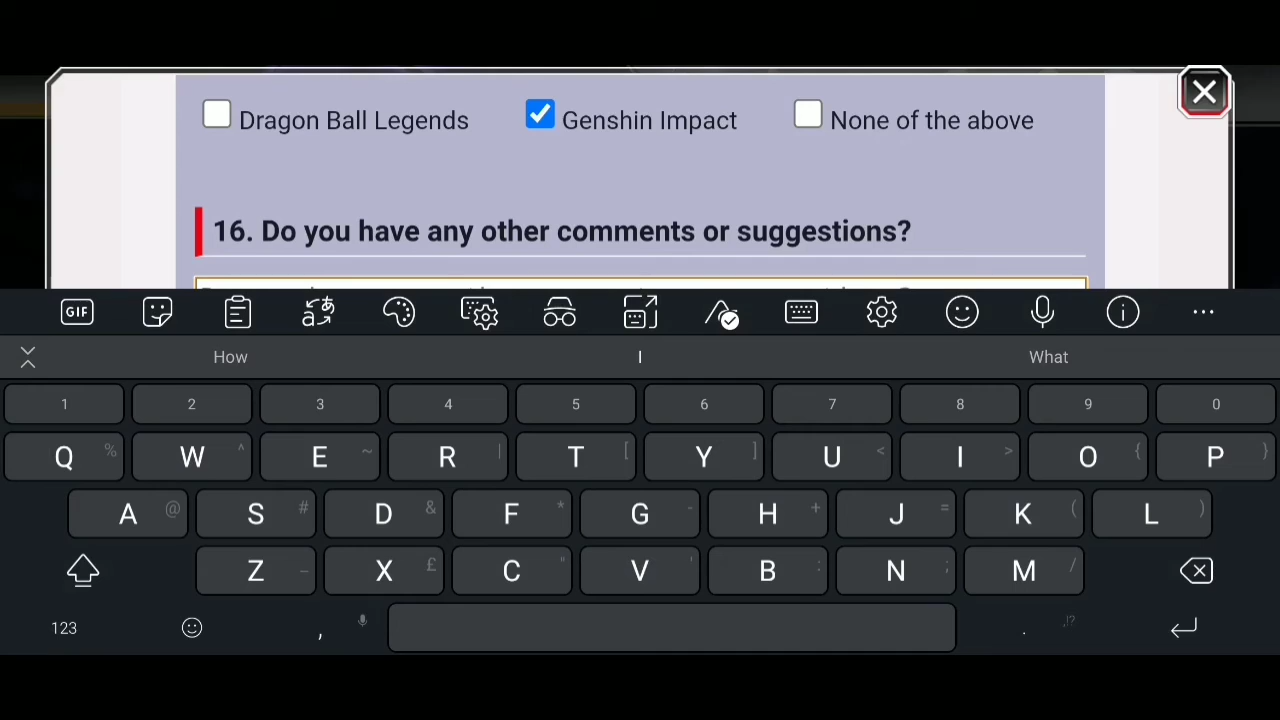 Dragon Ball Legends Genshin Impact None of the above
16. Do you have any other comments or suggestions?
GIF
How I What
1 2 3 4 5 6 7 8 9 0
Q % W ^ E ~ R | T [ Y ] U < I > O { P }
A @ S # D & F * G - H + J = K ( L )
Z _ X £ C " V ' B : N ; M /
123 , . ,!?